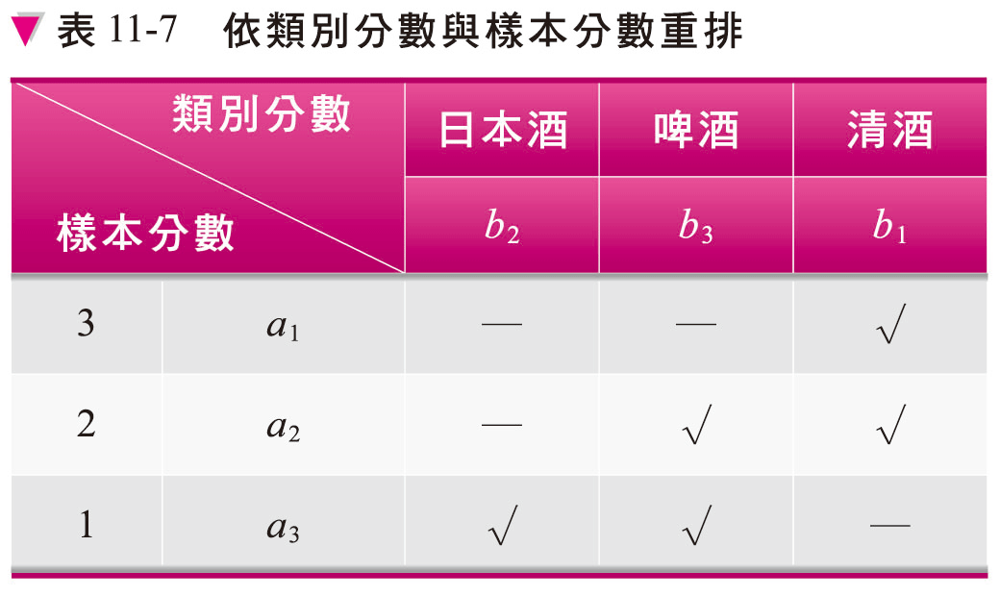 ▼ 表 11-7 依類別分數與樣本分數重排
類別分數 日本酒 啤酒 清酒
樣本分數 b2 b3 b1
3 a1 — — √
2 a2 — √ √
1 a3 √ √ —